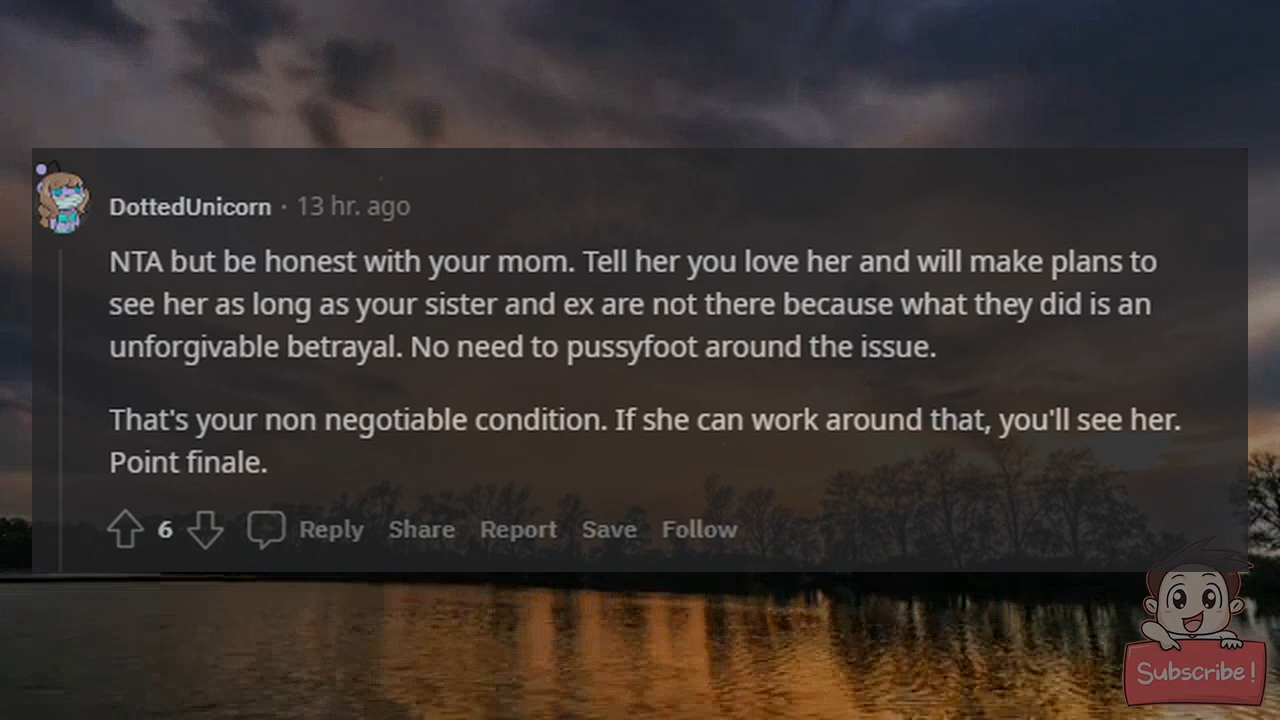 DottedUnicorn · 13 hr. ago
NTA but be honest with your mom. Tell her you love her and will make plans to
see her as long as your sister and ex are not there because what they did is an
unforgivable betrayal. No need to pussyfoot around the issue.
That's your non negotiable condition. If she can work around that, you'll see her.
Point finale.
6 Reply Share Report Save Follow
Subscribe!